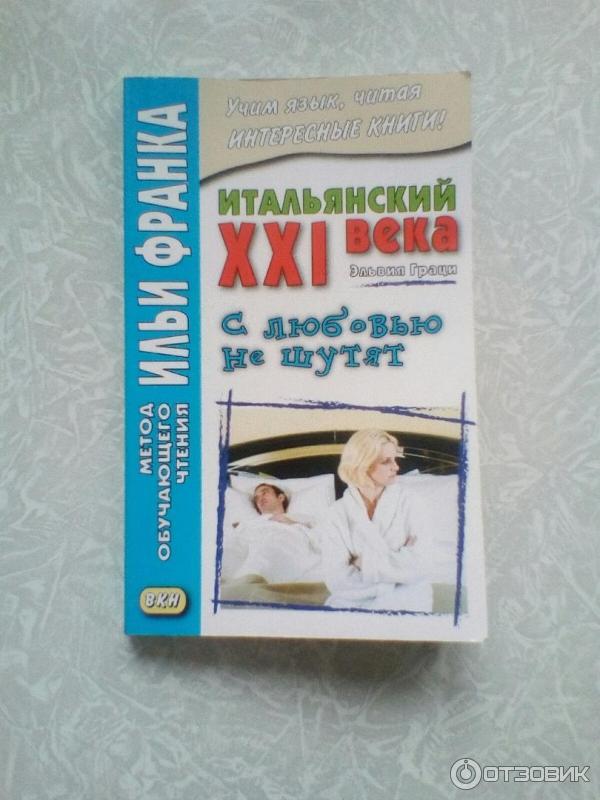 Учим язык, читая
ИНТЕРЕСНЫЕ КНИГИ!
ИТАЛЬЯНСКИЙ
XXI века
Эльвия Граци
С ЛЮБОВЬЮ
НЕ ШУТЯТ
МЕТОД
ОБУЧАЮЩЕГО
ЧТЕНИЯ
ИЛЬИ ФРАНКА
ВКН
ОТЗОВИК